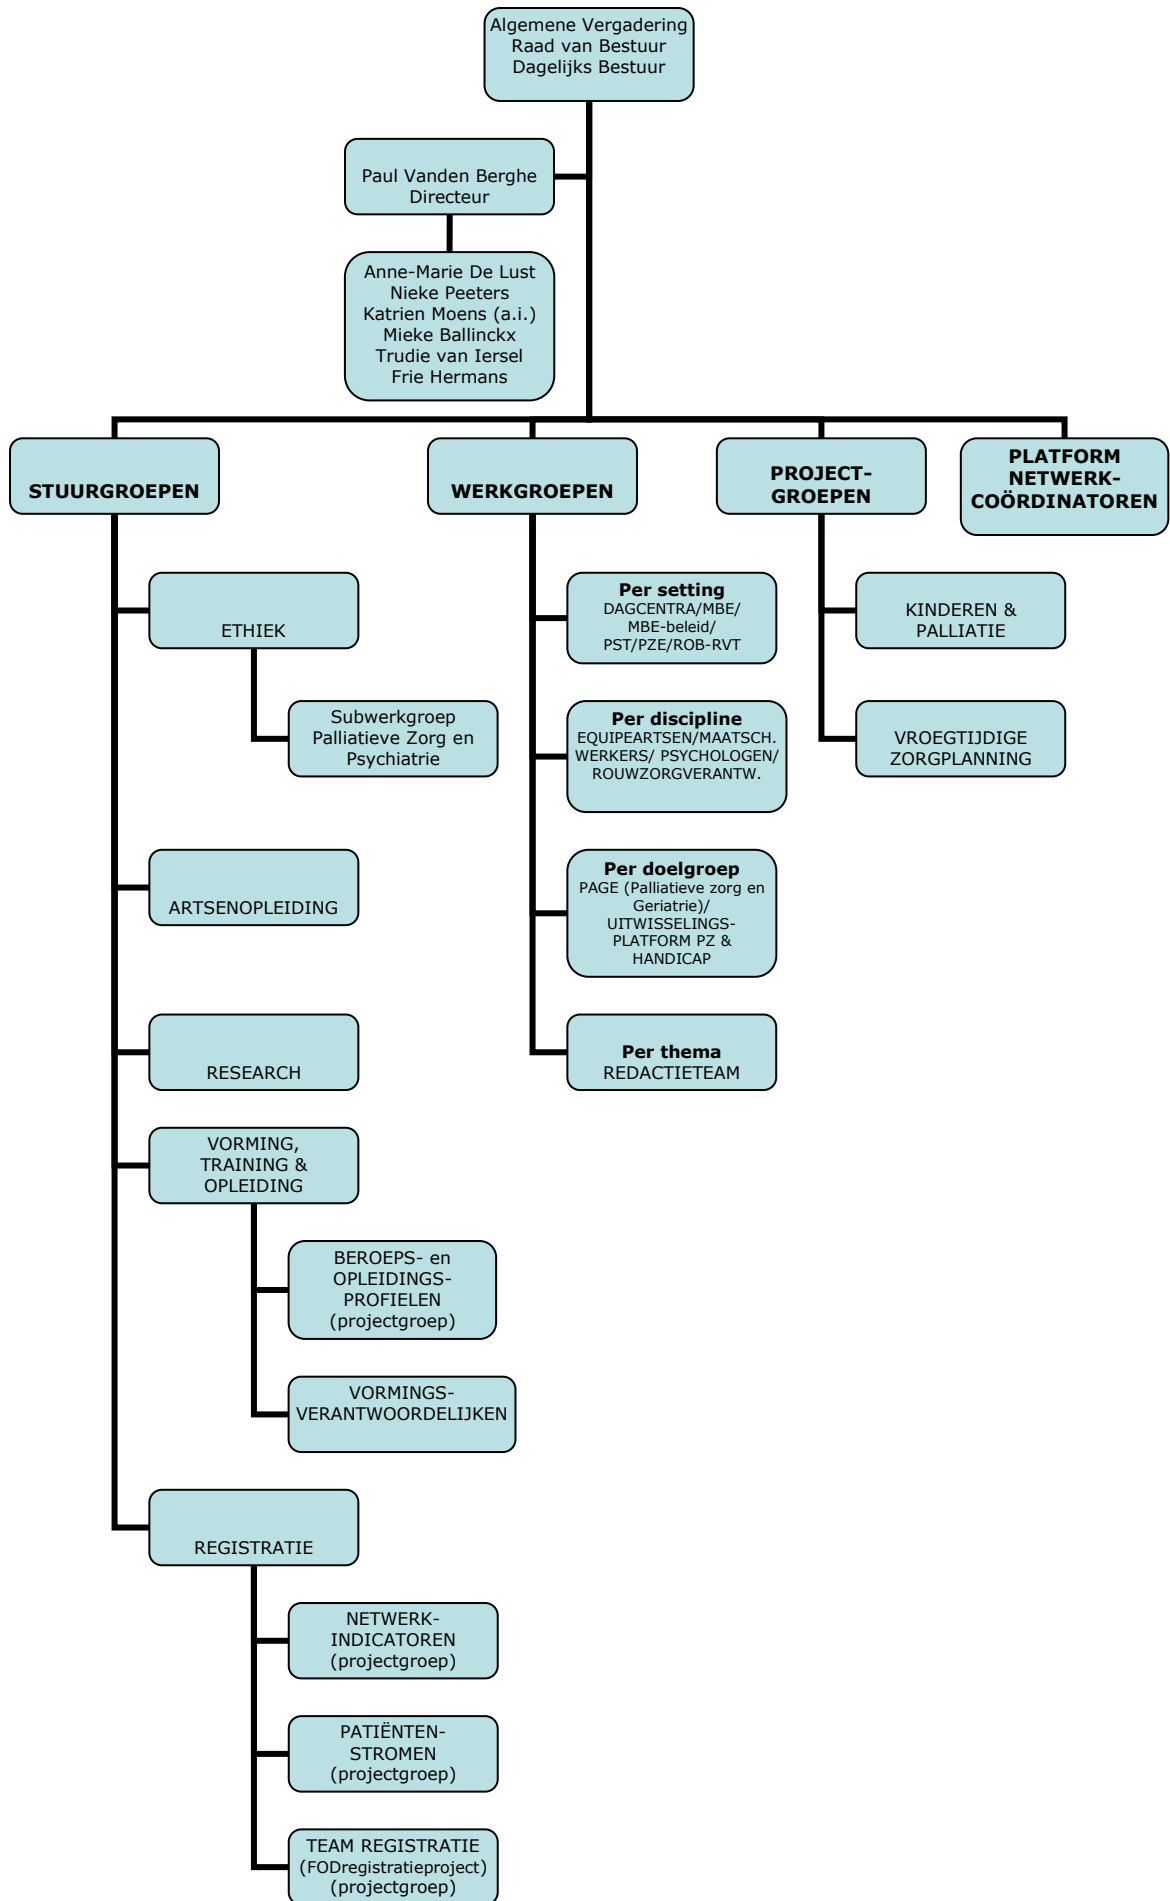 Algemene Vergadering
Raad van Bestuur
Dagelijks Bestuur
Paul Vanden Berghe
Directeur
Anne-Marie De Lust
Nieke Peeters
Katrien Moens (a.i.)
Mieke Ballinckx
Trudie van Iersel
Frie Hermans
STUURGROEPEN
WERKGROEPEN
PROJECT-
GROEPEN
PLATFORM
NETWERK-
COÖRDINATOREN
ETHIEK
Subwerkgroep
Palliatieve Zorg en
Psychiatrie
ARTSENOPLEIDING
RESEARCH
VORMING,
TRAINING &
OPLEIDING
BEROEPS- en
OPLEIDINGS-
PROFIELEN
(projectgroep)
VORMINGS-
VERANTWOORDELIJKEN
REGISTRATIE
NETWERK-
INDICATOREN
(projectgroep)
PATIËNTEN-
STROMEN
(projectgroep)
TEAM REGISTRATIE
(FODregistratieproject)
(projectgroep)
Per setting
DAGCENTRA/MBE/
MBE-beleid/
PST/PZE/ROB-RVT
Per discipline
EQUIPEARTSEN/MAATSCH.
WERKERS/ PSYCHOLOGEN/
ROUWZORGVERANTW.
Per doelgroep
PAGE (Palliatieve zorg en
Geriatrie)/
UITWISSELINGS-
PLATFORM PZ &
HANDICAP
Per thema
REDACTIETEAM
KINDEREN &
PALLIATIE
VROEGTIJDIGE
ZORGPLANNING